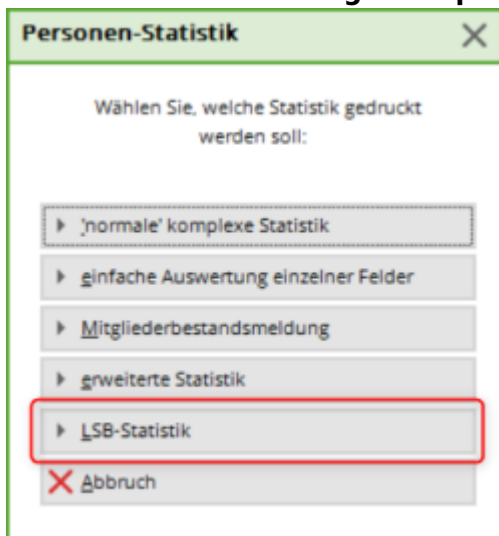 Personen-Statistik
Wählen Sie, welche Statistik gedruckt
werden soll:
'normale' komplexe Statistik
einfache Auswertung einzelner Felder
Mitgliederbestandsmeldung
erweiterte Statistik
LSB-Statistik
Abbruch